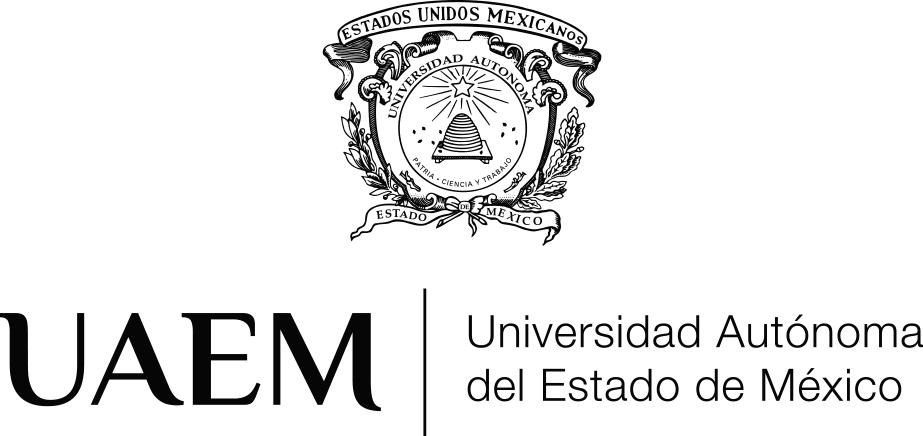 ESTADOS UNIDOS MEXICANOS
UNIVERSIDAD AUTONOMA
PATRIA • CIENCIA Y TRABAJO
ESTADO DE MEXICO
UAEM
Universidad Autónoma
del Estado de México